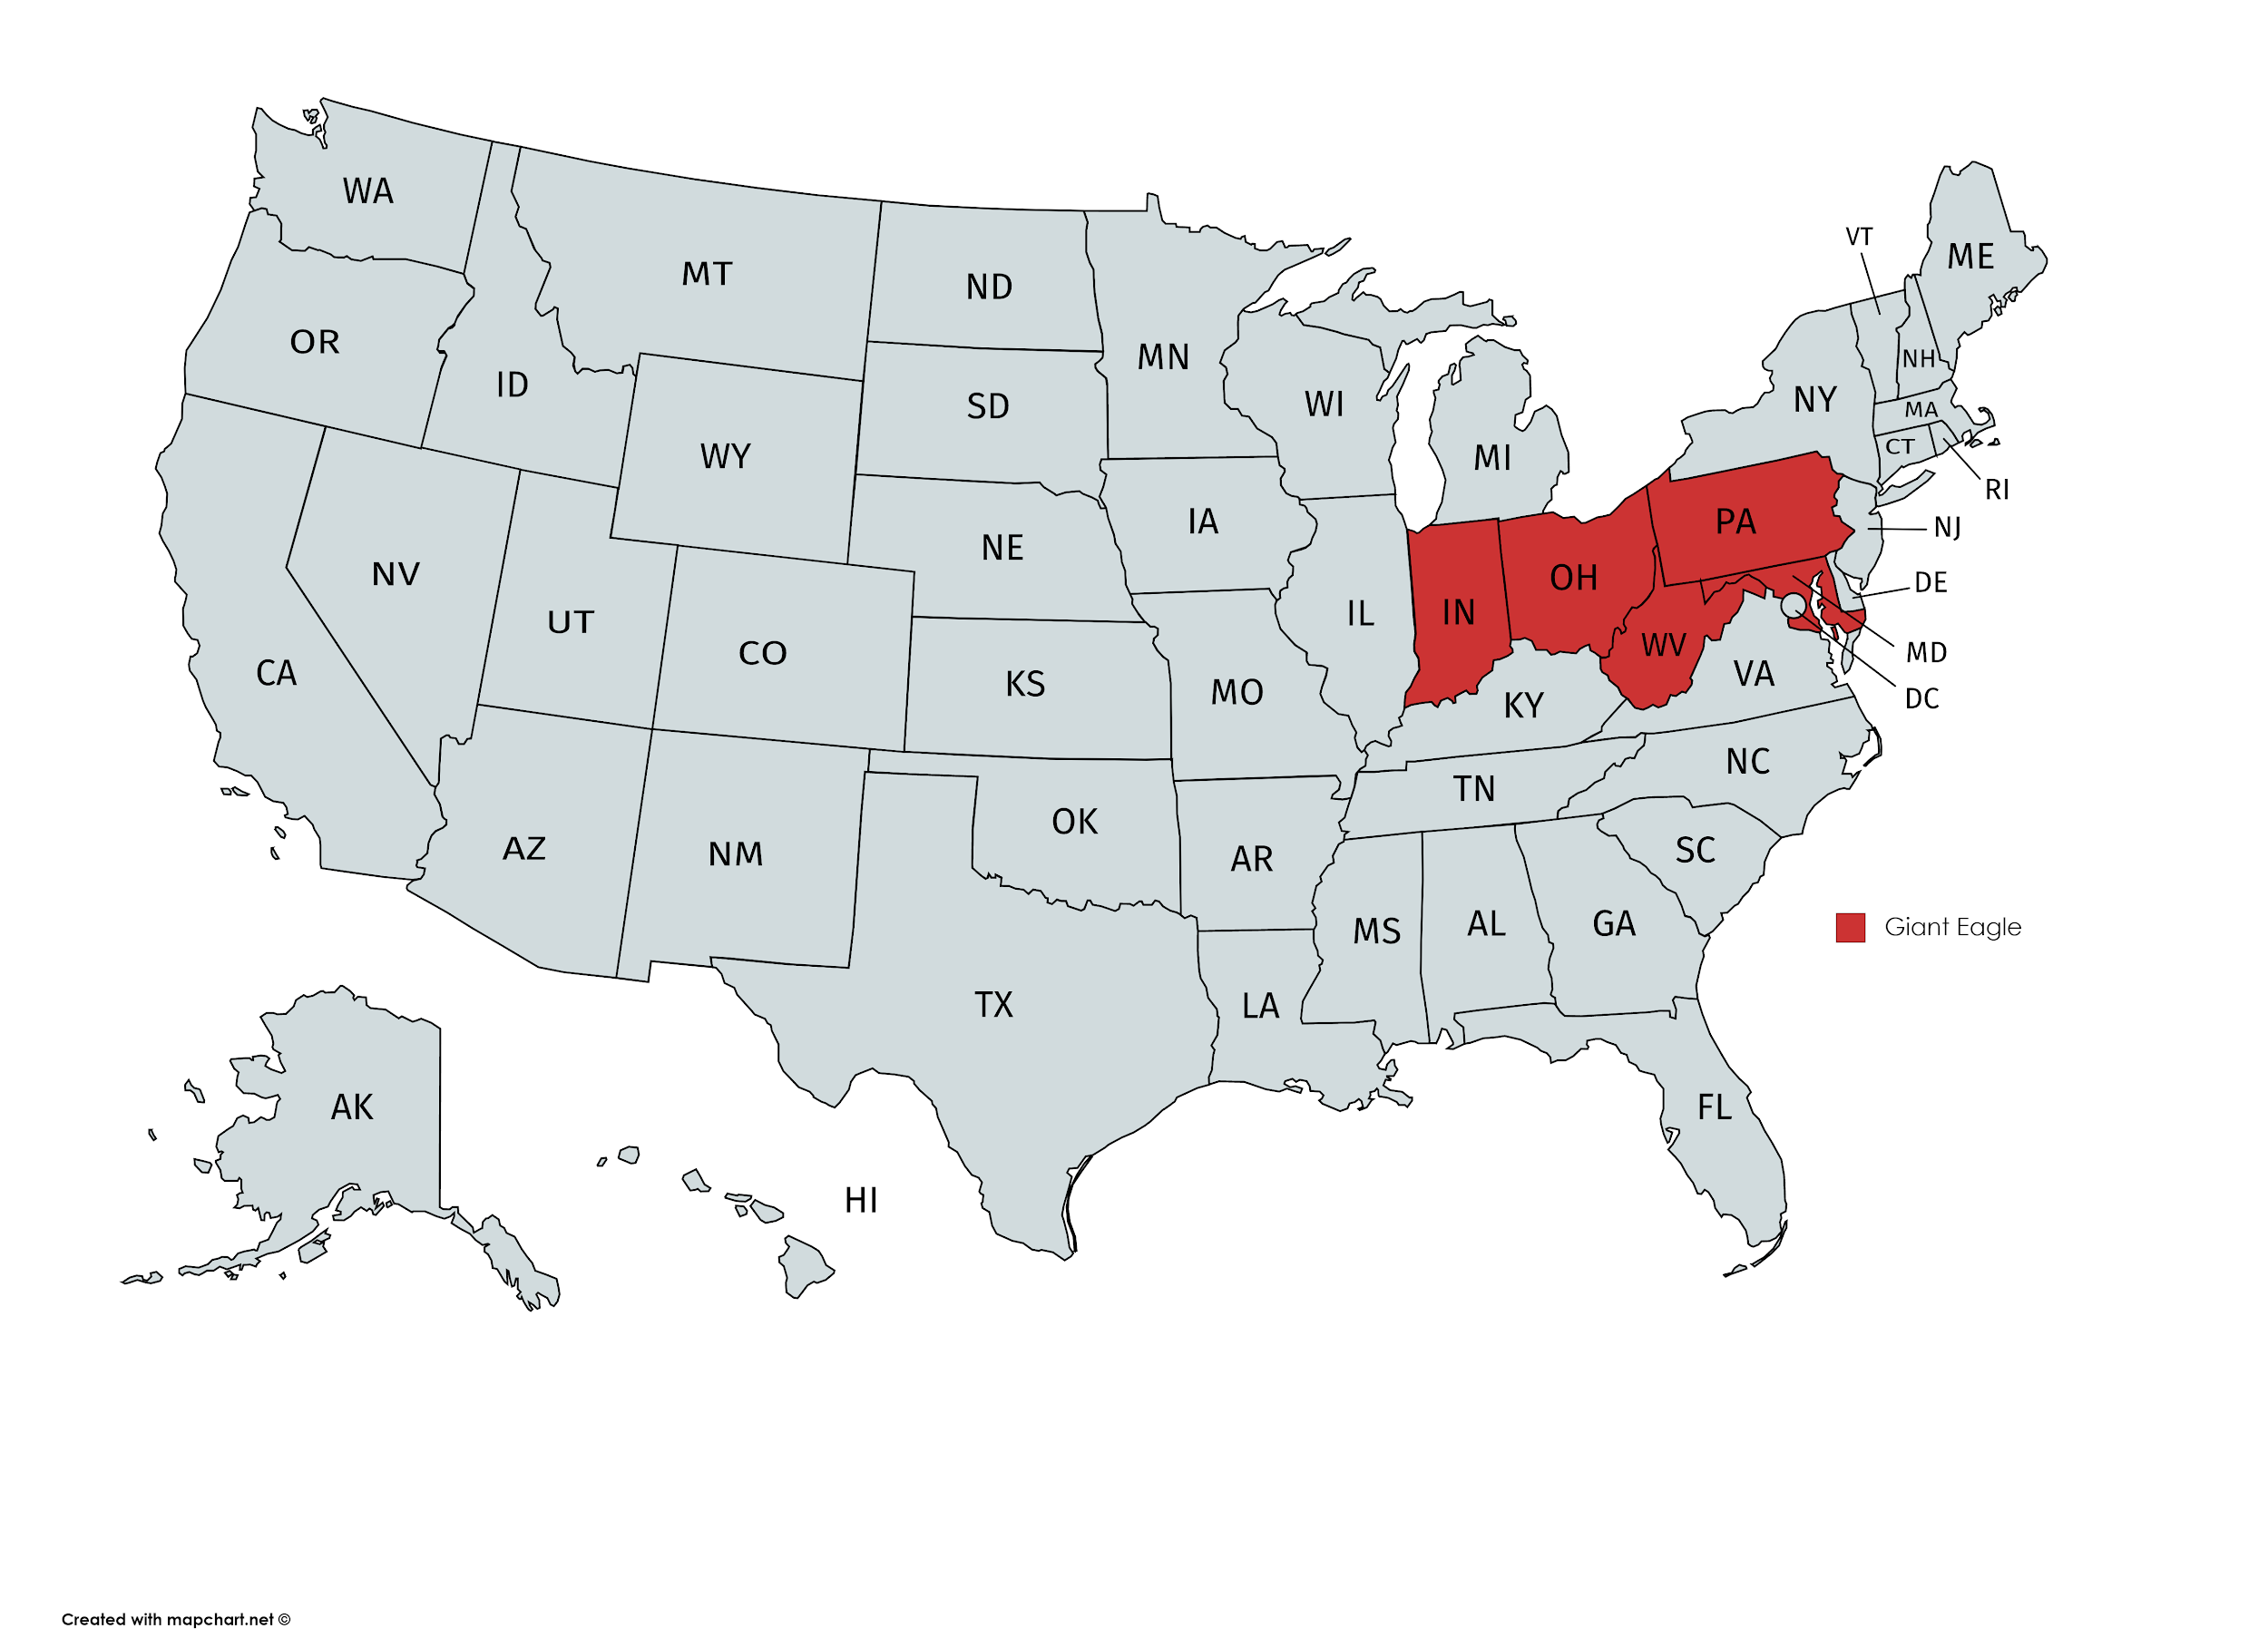 WA
VT
ME
MT
ND
OR
MN
NH
ID
NY
SD
WI
MA
WY
MI
CT
RI
IA
PA
NJ
NE
NV
OH
DE
UT
IL
IN
WV
MD
CO
CA
KS
VA
MO
DC
KY
NC
TN
OK
AZ
NM
AR
SC
MS
AL
GA
Giant Eagle
TX
LA
AK
FL
HI
Created with mapchart.net ©